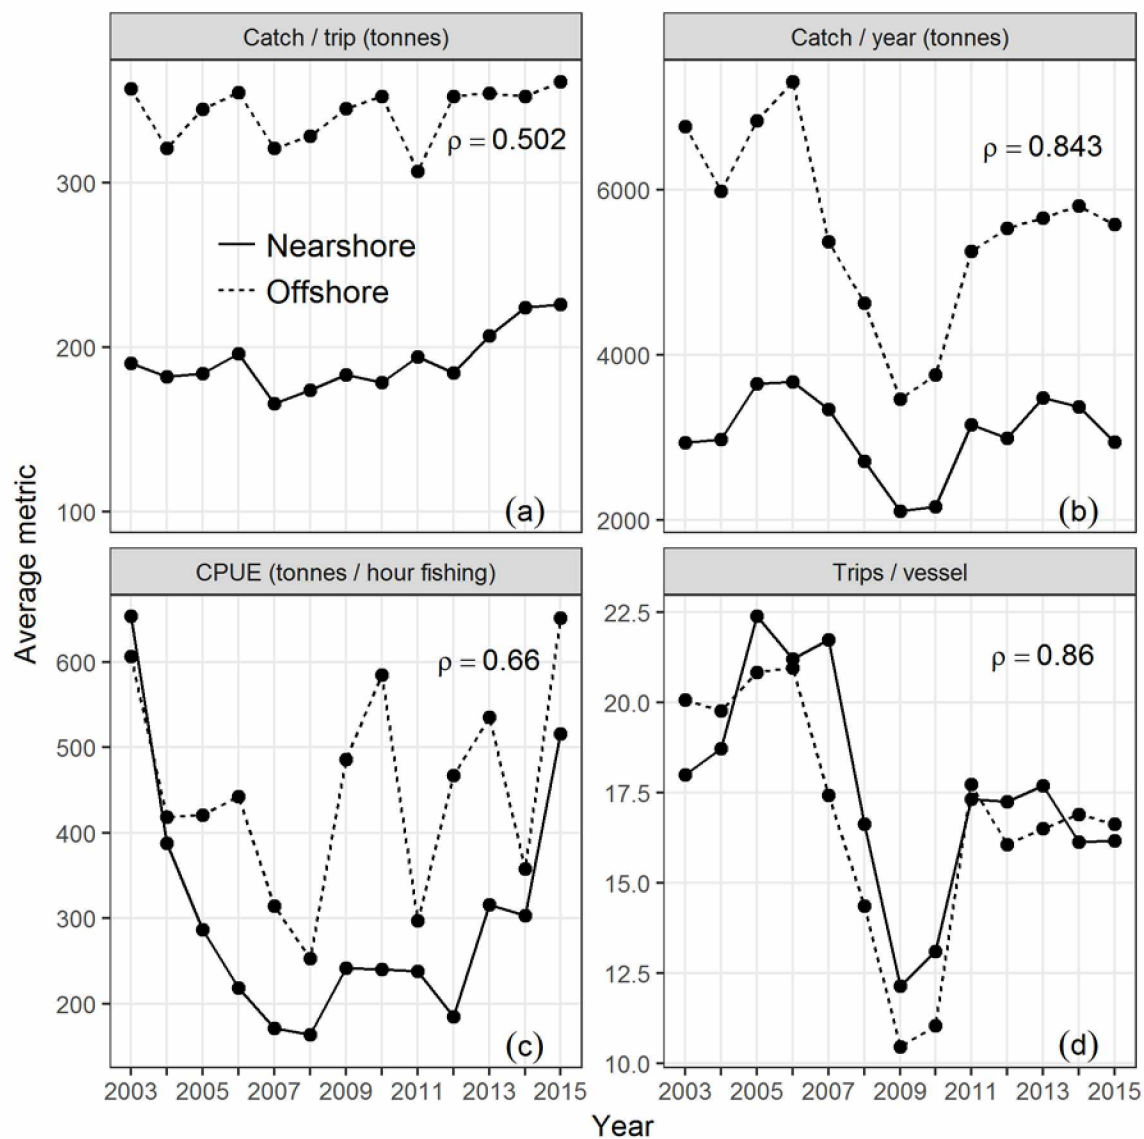 Catch / trip (tonnes)
Catch / year (tonnes)
300
200
100
ρ = 0.502
Nearshore
Offshore
(a)
6000
4000
2000
ρ = 0.843
(b)
Average metric
CPUE (tonnes / hour fishing)
Trips / vessel
600
500
400
300
200
ρ = 0.66
(c)
22.5
20.0
17.5
15.0
12.5
10.0
ρ = 0.86
(d)
2003 2005 2007 2009 2011 2013 2015
2003 2005 2007 2009 2011 2013 2015
Year